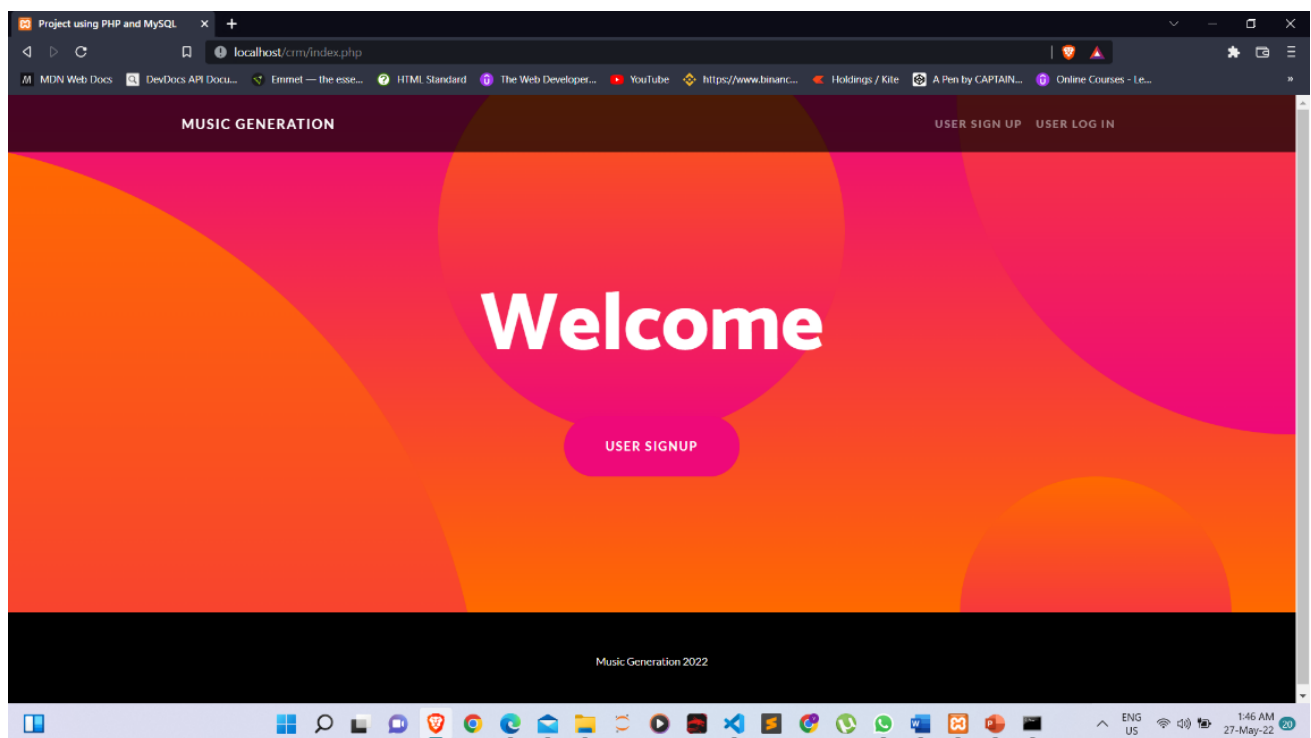 Project using PHP and MySQL
localhost/crm/index.php
MDN Web Docs DevDocs API Docu... Emmet — the esse... HTML Standard The Web Developer... YouTube https://www.binanc... Holdings / Kite A Pen by CAPTAIN... Online Courses - Le... »
MUSIC GENERATION USER SIGN UP USER LOG IN
Welcome
USER SIGNUP
Music Generation 2022
ENG 1:46 AM
US 27-May-22 20